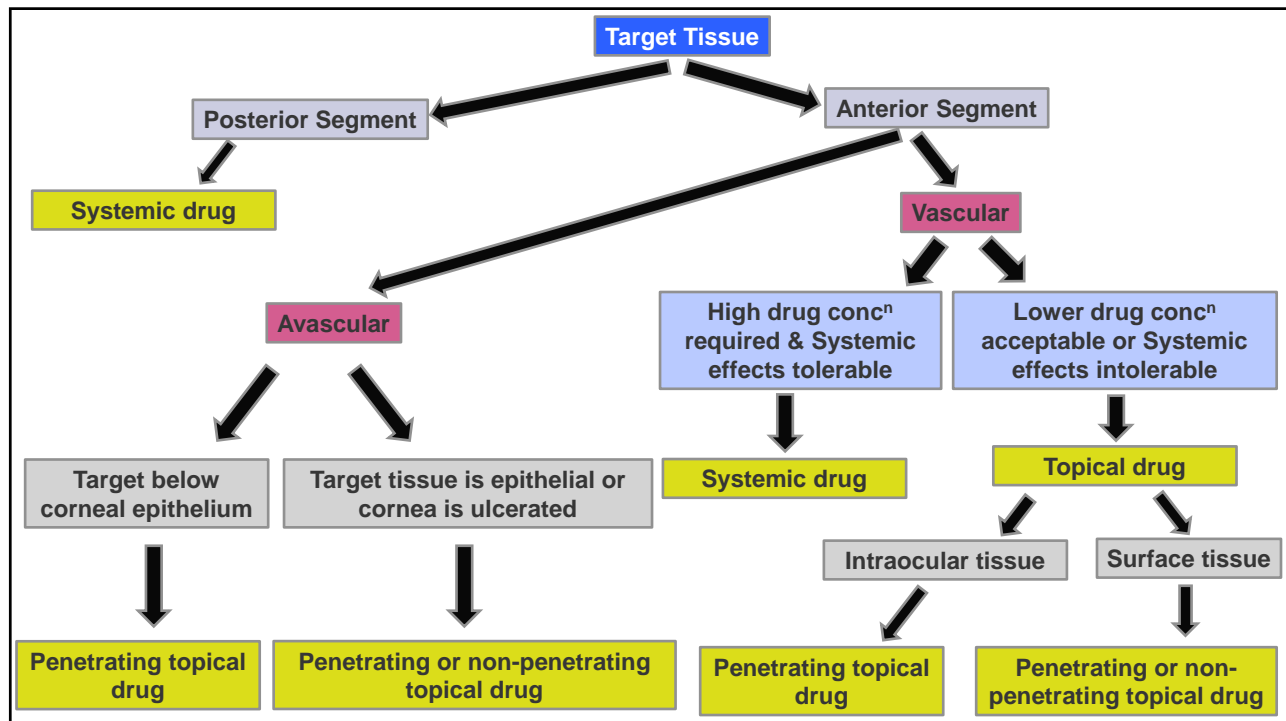 Target Tissue
Posterior Segment
Anterior Segment
Systemic drug
Vascular
Avascular
High drug concⁿ
required & Systemic
effects tolerable
Lower drug concⁿ
acceptable or Systemic
effects intolerable
Target below
corneal epithelium
Target tissue is epithelial or
cornea is ulcerated
Systemic drug
Topical drug
Intraocular tissue
Surface tissue
Penetrating topical
drug
Penetrating or non-penetrating
topical drug
Penetrating topical
drug
Penetrating or non-
penetrating topical drug